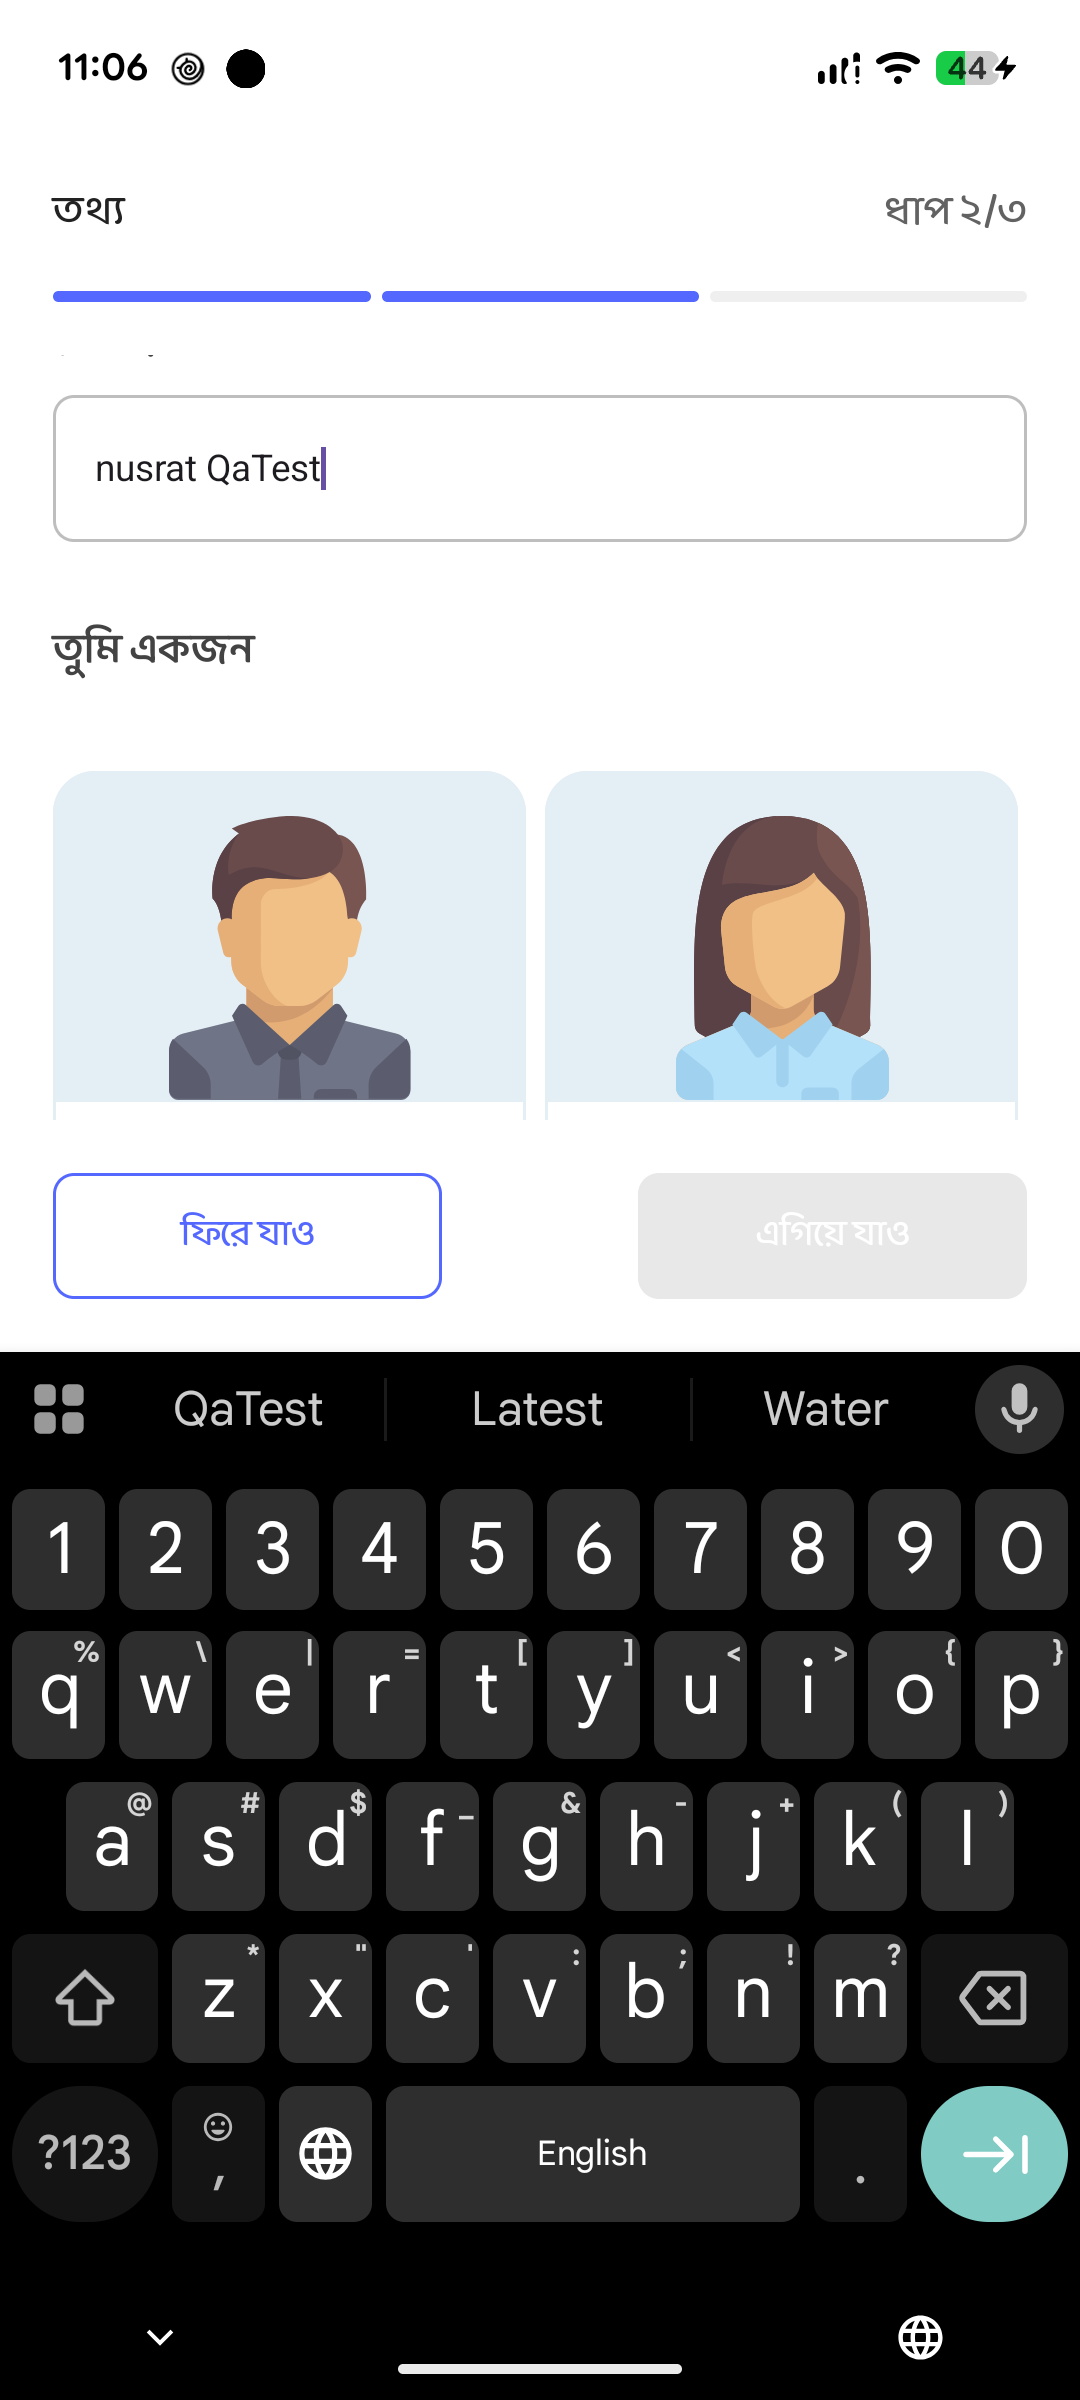 11:06
44
তথ্য
ধাপ ২/৩
nusrat QaTest
তুমি একজন
ফিরে যাও
এগিয়ে যাও
QaTest Latest Water
1 2 3 4 5 6 7 8 9 0
% \ | = [ ] < > { }
q w e r t y u i o p
@ # $ _ & - + ( )
a s d f g h j k l
* " ' : ; ! ?
z x c v b n m
?123 , English .